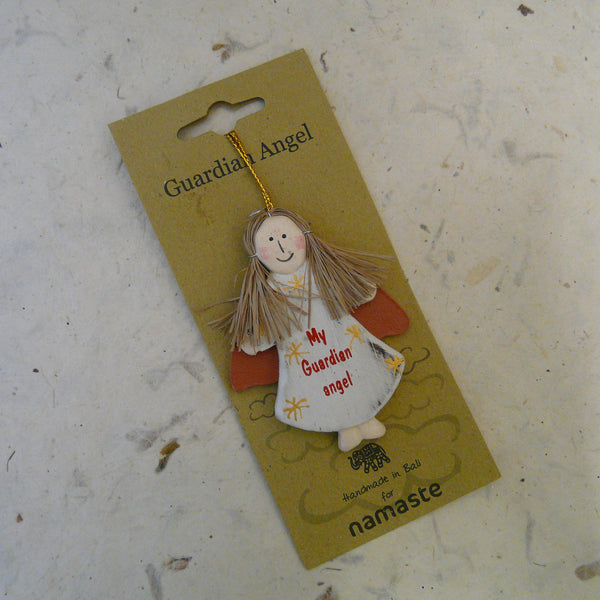 Guardian Angel
My
Guardian
angel
Handmade in Bali
for
namaste